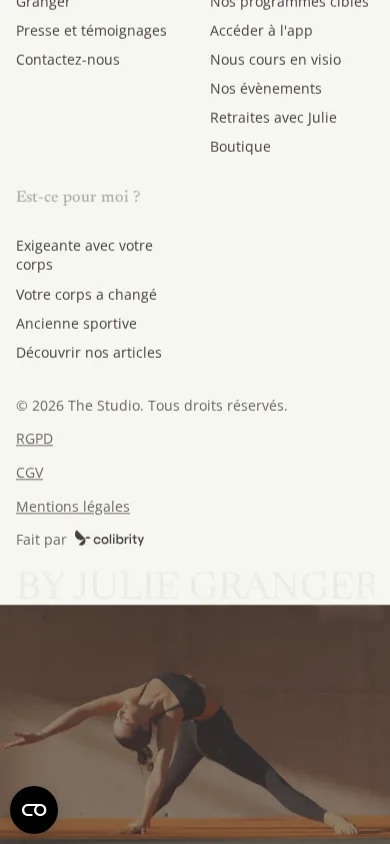 Granger
Presse et témoignages
Contactez-nous
Nos programmes ciblés
Accéder à l'app
Nous cours en visio
Nos évènements
Retraites avec Julie
Boutique
Est-ce pour moi ?
Exigeante avec votre
corps
Votre corps a changé
Ancienne sportive
Découvrir nos articles
© 2026 The Studio. Tous droits réservés.
RGPD
CGV
Mentions légales
Fait par colibrity
BY JULIE GRANGER